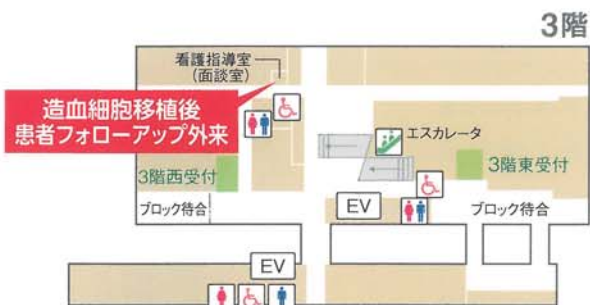 3階
看護指導室
(面談室)
造血細胞移植後
患者フォローアップ外来
エスカレータ
3階西受付
3階東受付
ブロック待合
EV
ブロック待合
EV